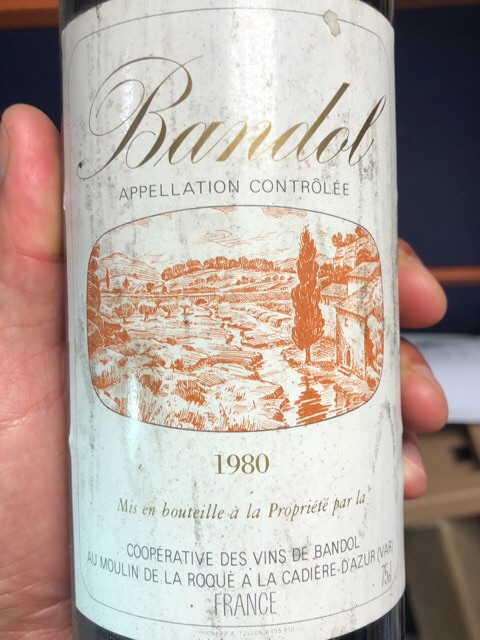 Bandol
APPELLATION CONTRÔLÉE
1980
Mis en bouteille à la Propriété par la
COOPÉRATIVE DES VINS DE BANDOL
AU MOULIN DE LA ROQUE A LA CADIÈRE-D'AZUR (VAR)
75cl
FRANCE